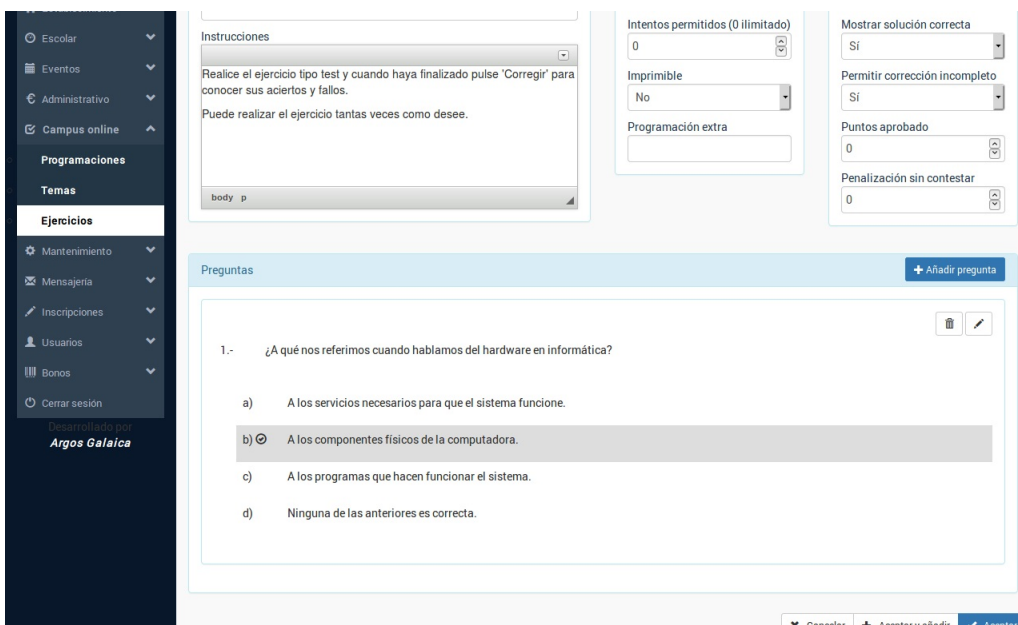 Escolar
Eventos
Administrativo
Campus online
Programaciones
Temas
Ejercicios
Mantenimiento
Mensajería
Inscripciones
Usuarios
Bonos
Cerrar sesión
Desarrollado por
Argos Galaica
Instrucciones
Realice el ejercicio tipo test y cuando haya finalizado pulse 'Corregir' para
conocer sus aciertos y fallos.
Puede realizar el ejercicio tantas veces como desee.
body p
Intentos permitidos (0 ilimitado)
0
Imprimible
No
Programación extra
Mostrar solución correcta
Sí
Permitir corrección incompleto
Sí
Puntos aprobado
0
Penalización sin contestar
0
Preguntas
Añadir pregunta
1.- ¿A qué nos referimos cuando hablamos del hardware en informática?
a) A los servicios necesarios para que el sistema funcione.
b) A los componentes físicos de la computadora.
c) A los programas que hacen funcionar el sistema.
d) Ninguna de las anteriores es correcta.
Cancelar Aceptar y añadir Aceptar